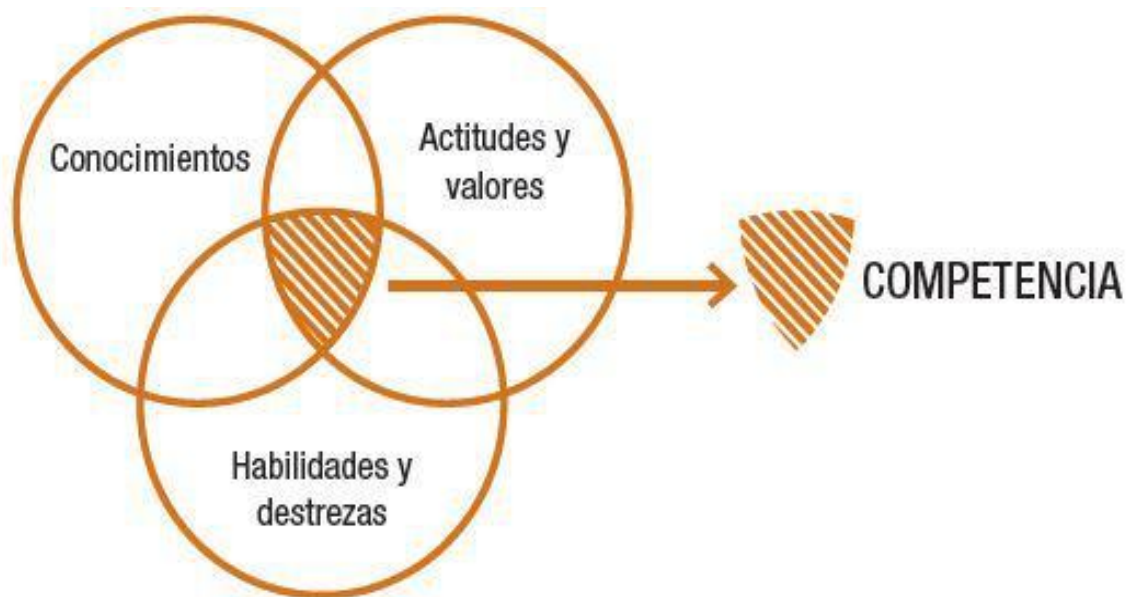 Conocimientos
Actitudes y
valores
COMPETENCIA
Habilidades y
destrezas